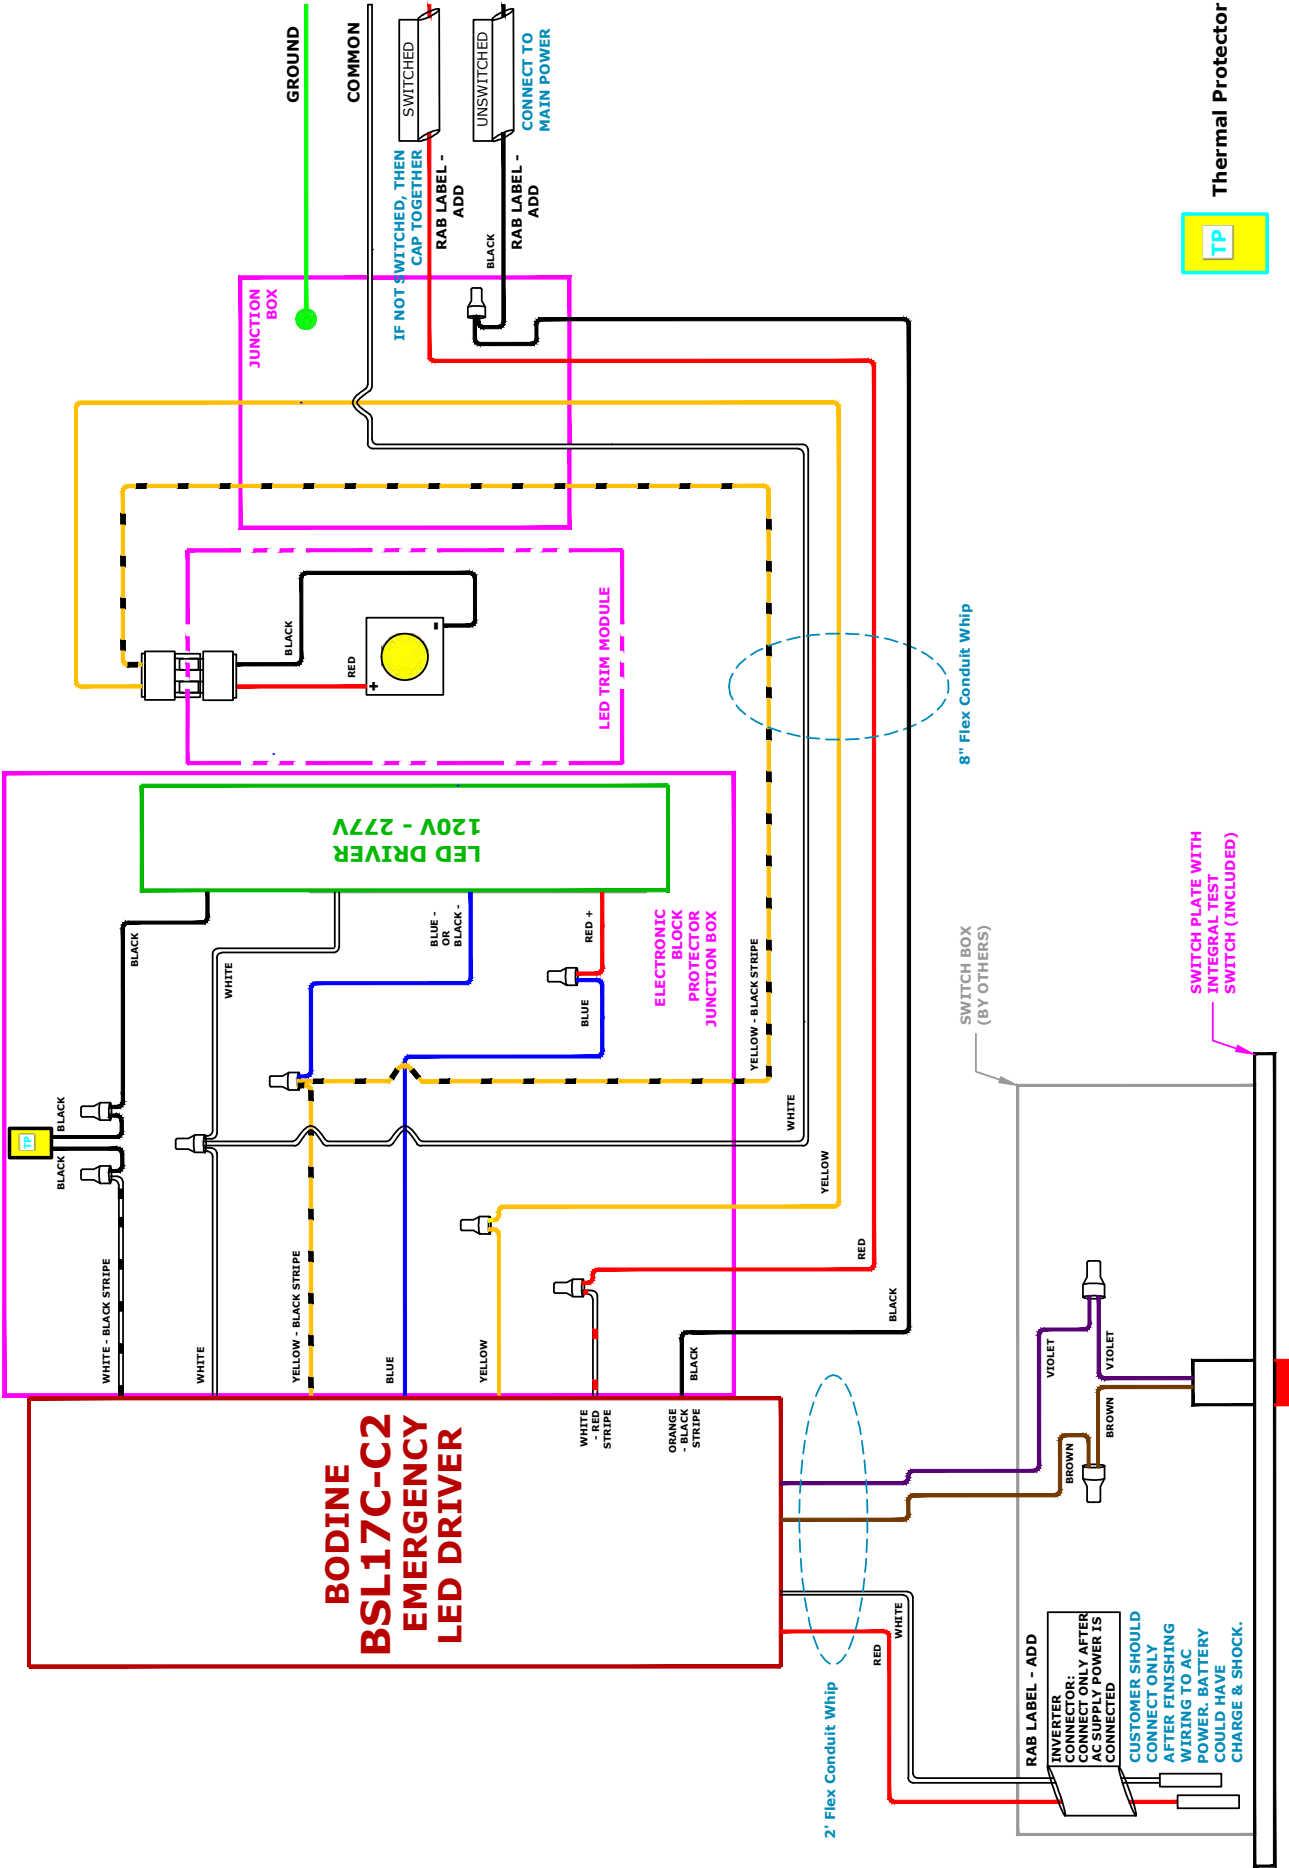 GROUND
COMMON
SWITCHED
UNSWITCHED
CONNECT TO
MAIN POWER
IF NOT SWITCHED, THEN
CAP TOGETHER
RAB LABEL -
ADD
RAB LABEL -
ADD
BLACK
Thermal Protector
TP
JUNCTION
BOX
BLACK
RED
+
-
LED TRIM MODULE
8" Flex Conduit Whip
LED DRIVER
120V - 277V
BLACK
WHITE
BLUE -
OR
BLACK -
RED +
BLUE
ELECTRONIC
BLOCK
PROTECTOR
JUNCTION BOX
YELLOW - BLACK STRIPE
WHITE
YELLOW
RED
BLACK
BLACK
BLACK
TP
WHITE - BLACK STRIPE
WHITE
YELLOW - BLACK STRIPE
BLUE
YELLOW
WHITE
- RED
STRIPE
BLACK
ORANGE
- BLACK
STRIPE
BODINE
BSL17C-C2
EMERGENCY
LED DRIVER
SWITCH BOX
(BY OTHERS)
SWITCH PLATE WITH
INTEGRAL TEST
SWITCH (INCLUDED)
VIOLET
VIOLET
BROWN
BROWN
WHITE
RED
2' Flex Conduit Whip
RAB LABEL - ADD
INVERTER
CONNECTOR:
CONNECT ONLY AFTER
AC SUPPLY POWER IS
CONNECTED
CUSTOMER SHOULD
CONNECT ONLY
AFTER FINISHING
WIRING TO AC
POWER. BATTERY
COULD HAVE
CHARGE & SHOCK.